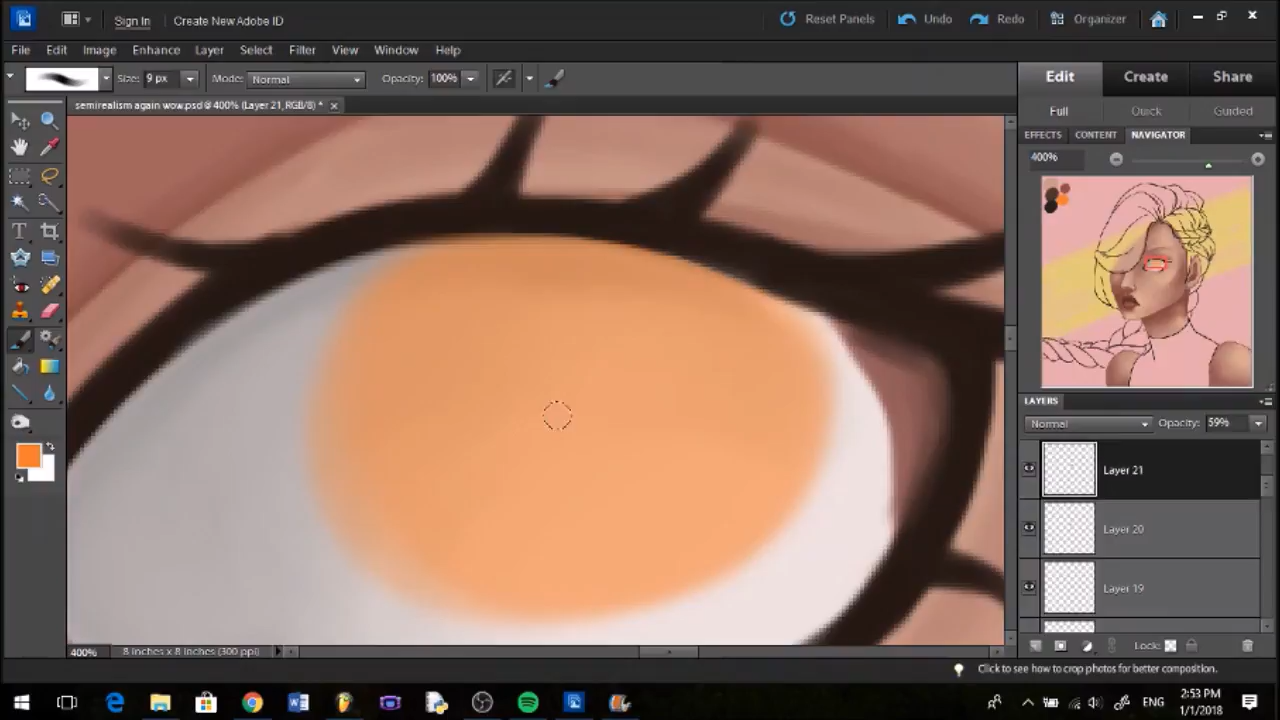 Sign In Create New Adobe ID Reset Panels Undo Redo Organizer
File Edit Image Enhance Layer Select Filter View Window Help
Size: 9 px Mode: Normal Opacity: 100% Edit Create Share
semirealism again wow.psd @ 400% (Layer 21, RGB/8) *
Full Quick Guided
EFFECTS CONTENT NAVIGATOR
400%
LAYERS
Normal Opacity: 59%
Layer 21
Layer 20
Layer 19
Lock:
400% 8 inches x 8 inches (300 ppi)
Click to see how to crop photos for better composition.
ENG 2:53 PM
1/1/2018